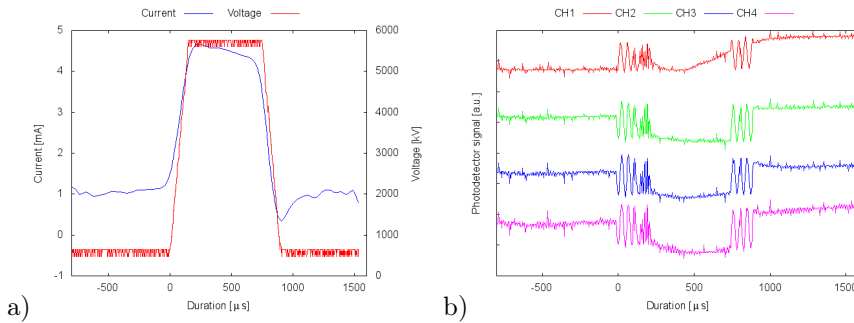 Current Voltage
5
4
3
2
1
0
-1
Current [mA]
6000
5000
4000
3000
2000
1000
0
Voltage [kV]
-500 0 500 1000 1500
Duration [μs]
a)
CH1 CH2 CH3 CH4
Photodetector signal [a.u.]
-500 0 500 1000 1500
Duration [μs]
b)